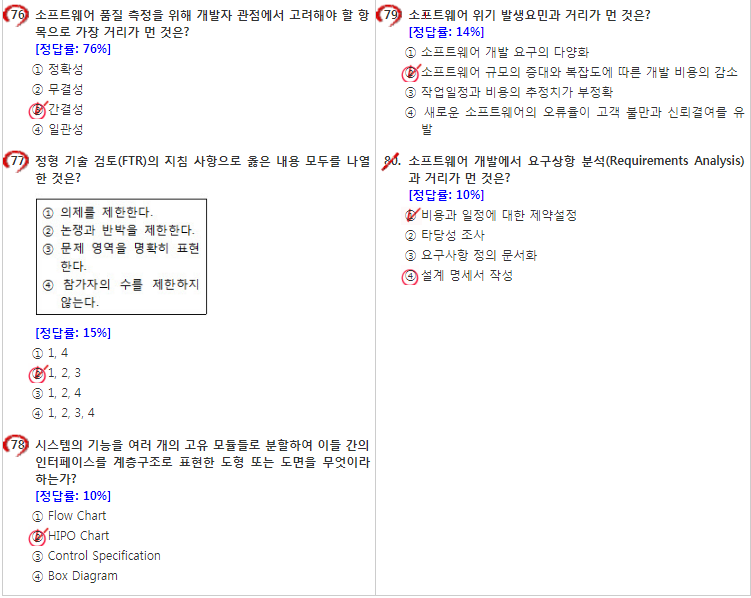 76. 소프트웨어 품질 측정을 위해 개발자 관점에서 고려해야 할 항
목으로 가장 거리가 먼 것은?
[정답률: 76%]
① 정확성
② 무결성
③ 간결성
④ 일관성
77. 정형 기술 검토(FTR)의 지침 사항으로 옳은 내용 모두를 나열
한 것은?
① 의제를 제한한다.
② 논쟁과 반박을 제한한다.
③ 문제 영역을 명확히 표현
한다.
④ 참가자의 수를 제한하지
않는다.
[정답률: 15%]
① 1, 4
② 1, 2, 3
③ 1, 2, 4
④ 1, 2, 3, 4
78. 시스템의 기능을 여러 개의 고유 모듈들로 분할하여 이들 간의
인터페이스를 계층구조로 표현한 도형 또는 도면을 무엇이라
하는가?
[정답률: 10%]
① Flow Chart
② HIPO Chart
③ Control Specification
④ Box Diagram
79. 소프트웨어 위기 발생요민과 거리가 먼 것은?
[정답률: 14%]
① 소프트웨어 개발 요구의 다양화
② 소프트웨어 규모의 증대와 복잡도에 따른 개발 비용의 감소
③ 작업일정과 비용의 추정치가 부정확
④ 새로운 소프트웨어의 오류율이 고객 불만과 신뢰결여를 유
발
80. 소프트웨어 개발에서 요구상항 분석(Requirements Analysis)
과 거리가 먼 것은?
[정답률: 10%]
① 비용과 일정에 대한 제약설정
② 타당성 조사
③ 요구사항 정의 문서화
④ 설계 명세서 작성